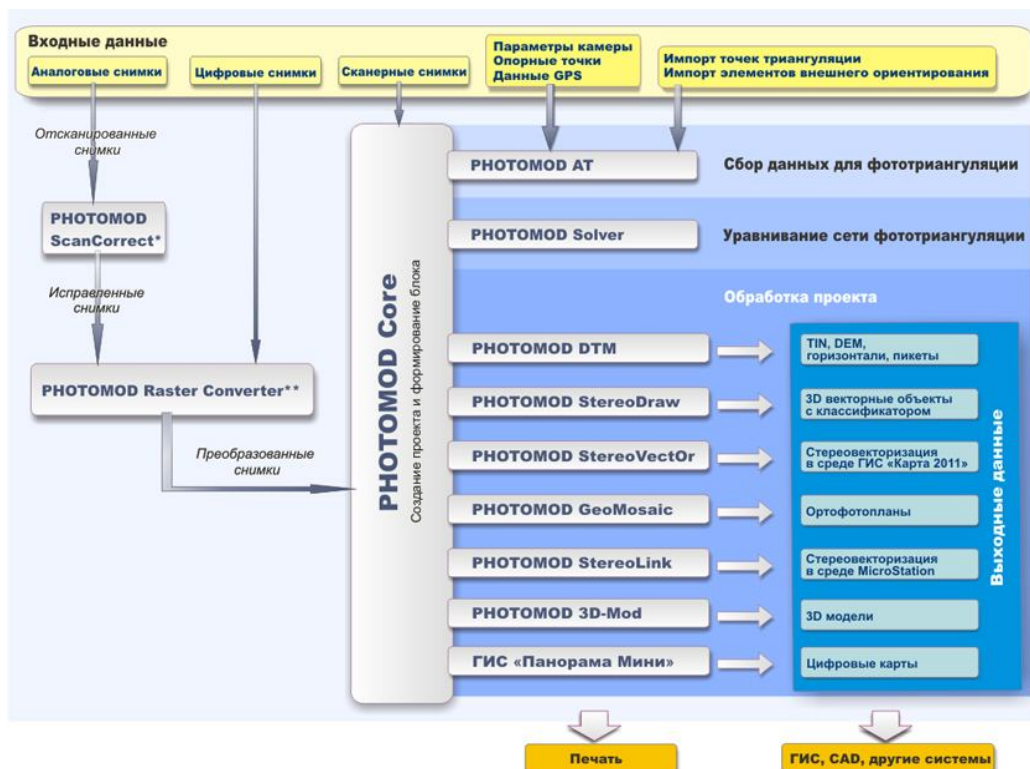 Входные данные
Аналоговые снимки
Цифровые снимки
Сканерные снимки
Параметры камеры
Опорные точки
Данные GPS
Импорт точек триангуляции
Импорт элементов внешнего ориентирования
Отсканированные
снимки
PHOTOMOD
ScanCorrect*
Исправленные
снимки
PHOTOMOD Raster Converter**
Преобразованные
снимки
PHOTOMOD Core
Создание проекта и формирование блока
PHOTOMOD AT
Сбор данных для фототриангуляции
PHOTOMOD Solver
Уравнивание сети фототриангуляции
Обработка проекта
PHOTOMOD DTM
TIN, DEM,
горизонтали, пикеты
PHOTOMOD StereoDraw
3D векторные объекты
с классификатором
PHOTOMOD StereoVectOr
Стереовекторизация
в среде ГИС «Карта 2011»
PHOTOMOD GeoMosaic
Ортофотопланы
PHOTOMOD StereoLink
Стереовекторизация
в среде MicroStation
PHOTOMOD 3D-Mod
3D модели
ГИС «Панорама Мини»
Цифровые карты
Выходные данные
Печать
ГИС, CAD, другие системы